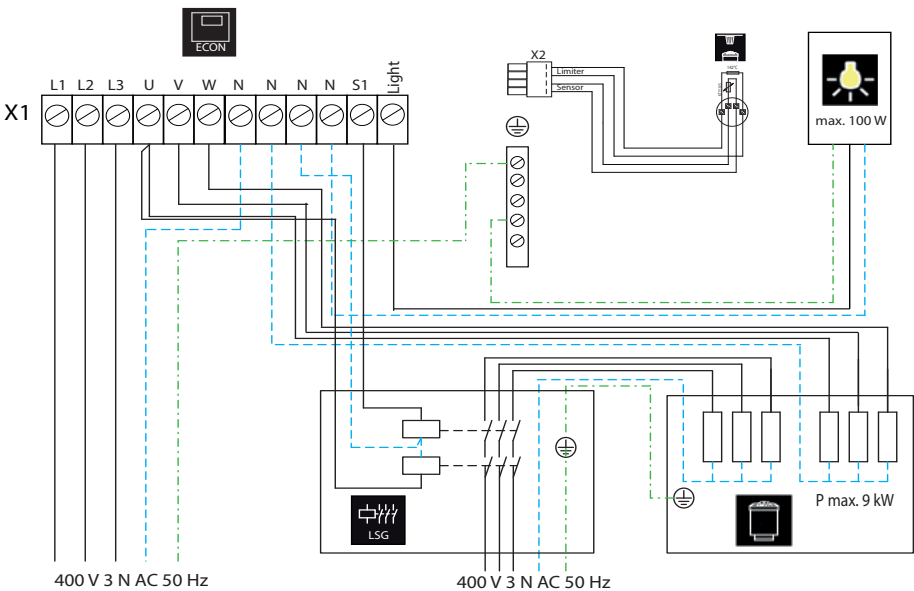 ECON
X1
L1 L2 L3 U V W N N N N S1 Light
X2
Limiter
Sensor
142°C
max. 100 W
LSG
P max. 9 kW
400 V 3 N AC 50 Hz
400 V 3 N AC 50 Hz